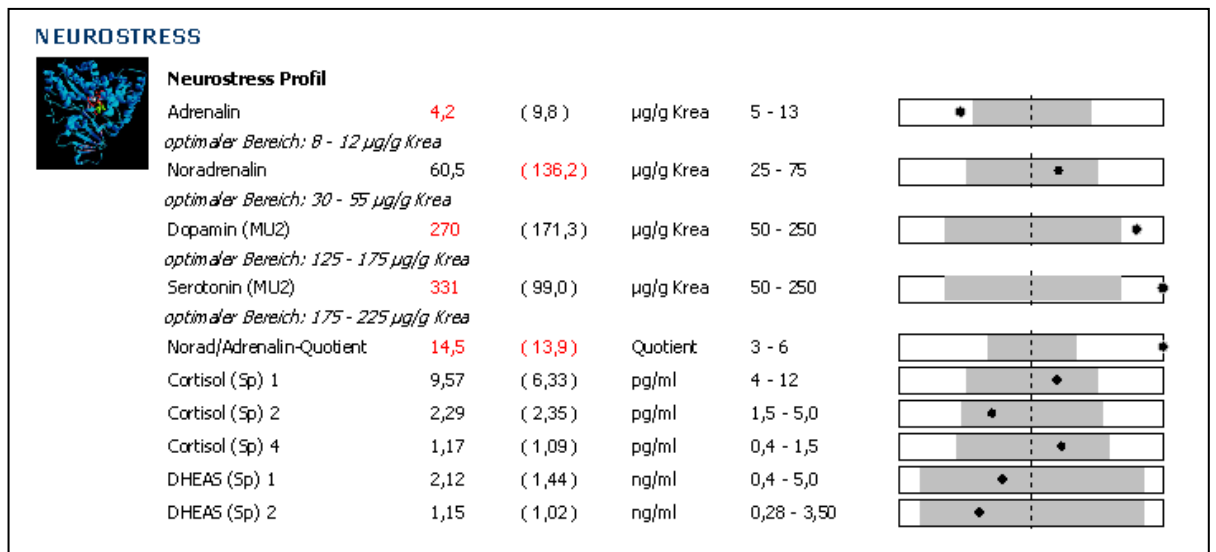 NEUROSTRESS
Neurostress Profil
Adrenalin 4,2 ( 9,8 ) µg/g Krea 5 - 13
optimaler Bereich: 8 - 12 µg/g Krea
Noradrenalin 60,5 ( 136,2 ) µg/g Krea 25 - 75
optimaler Bereich: 30 - 55 µg/g Krea
Dopamin (MU2) 270 ( 171,3 ) µg/g Krea 50 - 250
optimaler Bereich: 125 - 175 µg/g Krea
Serotonin (MU2) 331 ( 99,0 ) µg/g Krea 50 - 250
optimaler Bereich: 175 - 225 µg/g Krea
Norad/Adrenalin-Quotient 14,5 ( 13,9 ) Quotient 3 - 6
Cortisol (Sp) 1 9,57 ( 6,33 ) pg/ml 4 - 12
Cortisol (Sp) 2 2,29 ( 2,35 ) pg/ml 1,5 - 5,0
Cortisol (Sp) 4 1,17 ( 1,09 ) pg/ml 0,4 - 1,5
DHEAS (Sp) 1 2,12 ( 1,44 ) ng/ml 0,4 - 5,0
DHEAS (Sp) 2 1,15 ( 1,02 ) ng/ml 0,28 - 3,50